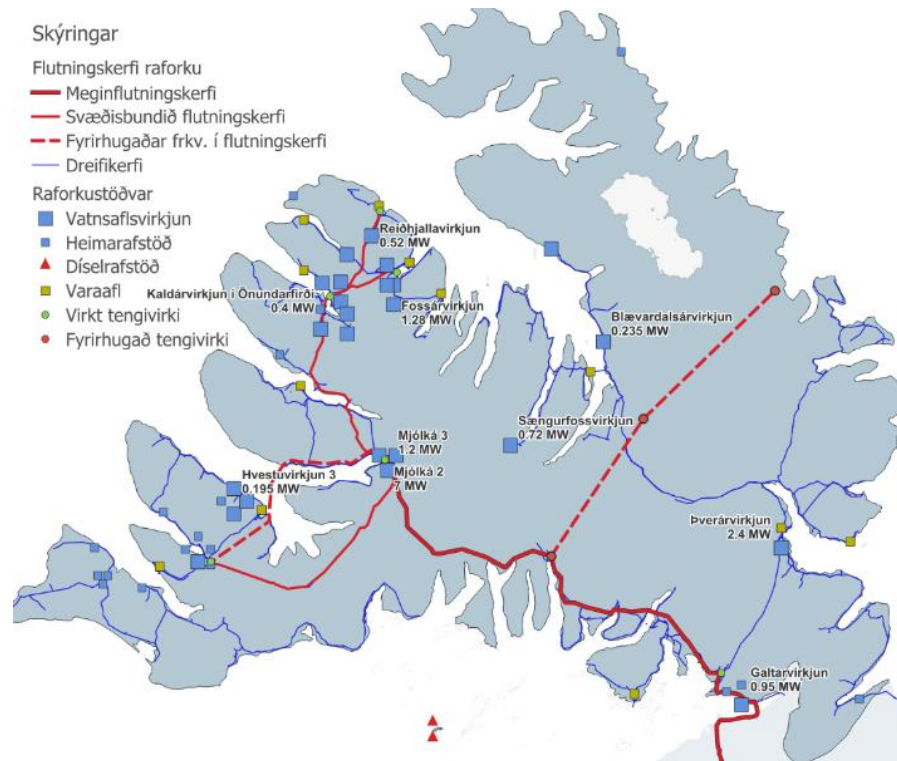 Skýringar
Flutningskerfi raforku
Meginflutningskerfi
Svæðisbundið flutningskerfi
Fyrirhugaðar frkv. í flutningskerfi
Dreifikerfi
Raforkustöðvar
Vatnsaflsvirkjun
Heimarafstöð
Díselrafstöð
Varaafl
Virkt tengivirki
Fyrirhugað tengivirki
Reiðhjallavirkjun
0.52 MW
Kaldárvirkjun í Önundarfirði
0.4 MW
Fossárvirkjun
1.28 MW
Blævardalsárvirkjun
0.235 MW
Sængurfossvirkjun
0.72 MW
Mjólká 3
1.2 MW
Mjólká 2
7 MW
Hvestuvirkjun 3
0.195 MW
Þverárvirkjun
2.4 MW
Galtarvirkjun
0.95 MW